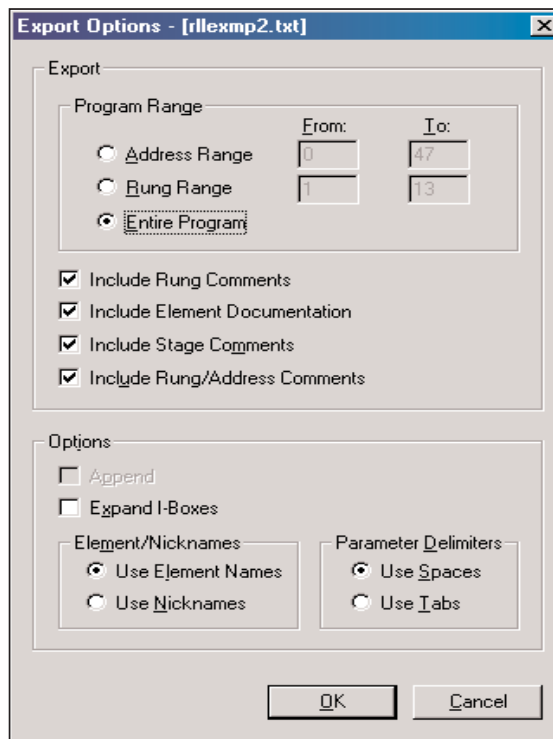 Export Options - [rllexmp2.txt]
Export
Program Range
From: To:
Address Range 0 47
Rung Range 1 13
Entire Program
Include Rung Comments
Include Element Documentation
Include Stage Comments
Include Rung/Address Comments
Options
Append
Expand I-Boxes
Element/Nicknames
Use Element Names
Use Nicknames
Parameter Delimiters
Use Spaces
Use Tabs
OK Cancel